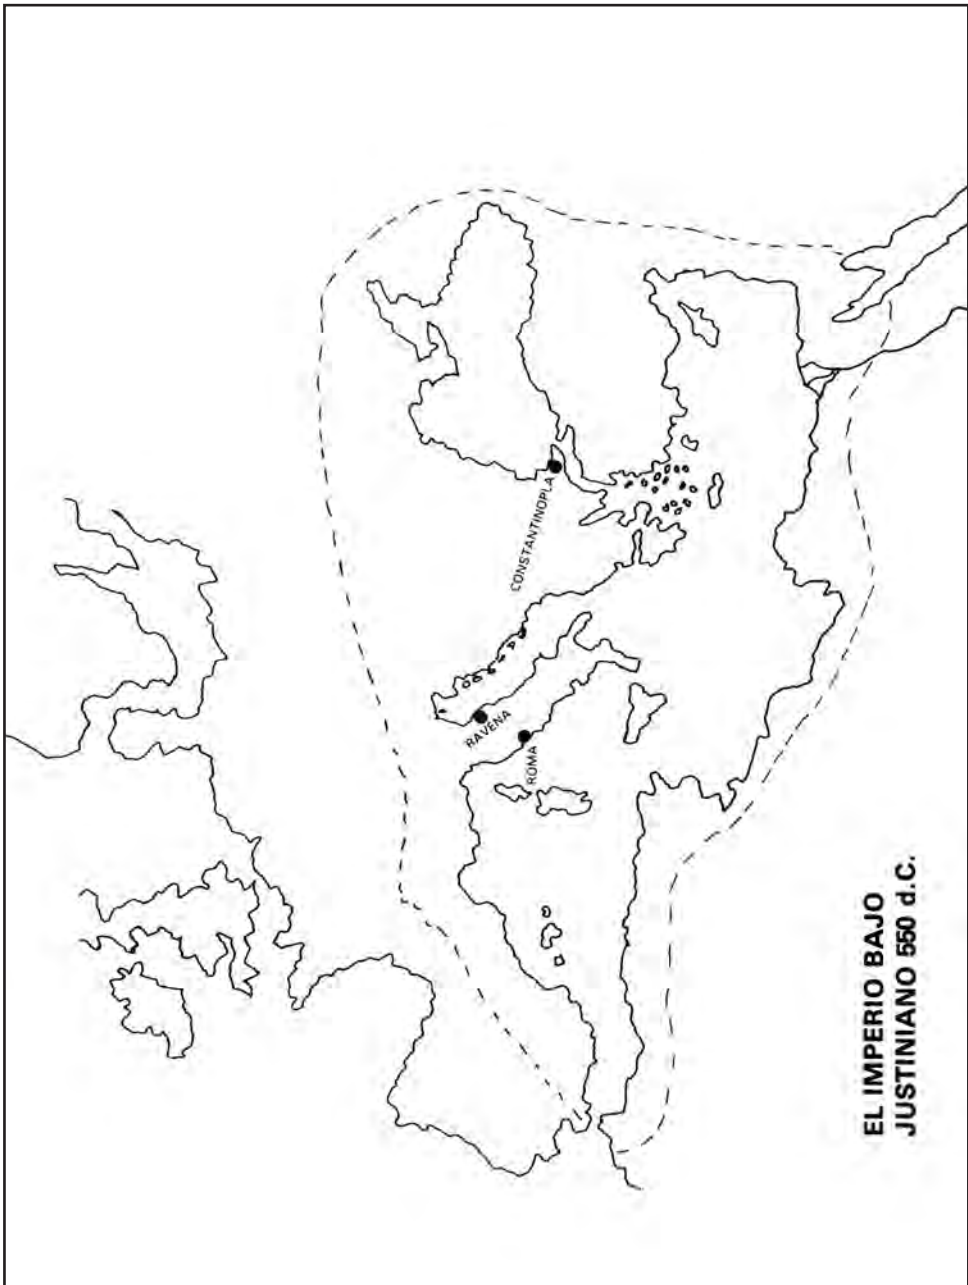 CONSTANTINOPLA
RAVENA
ROMA
EL IMPERIO BAJO
JUSTINIANO 550 d.C.